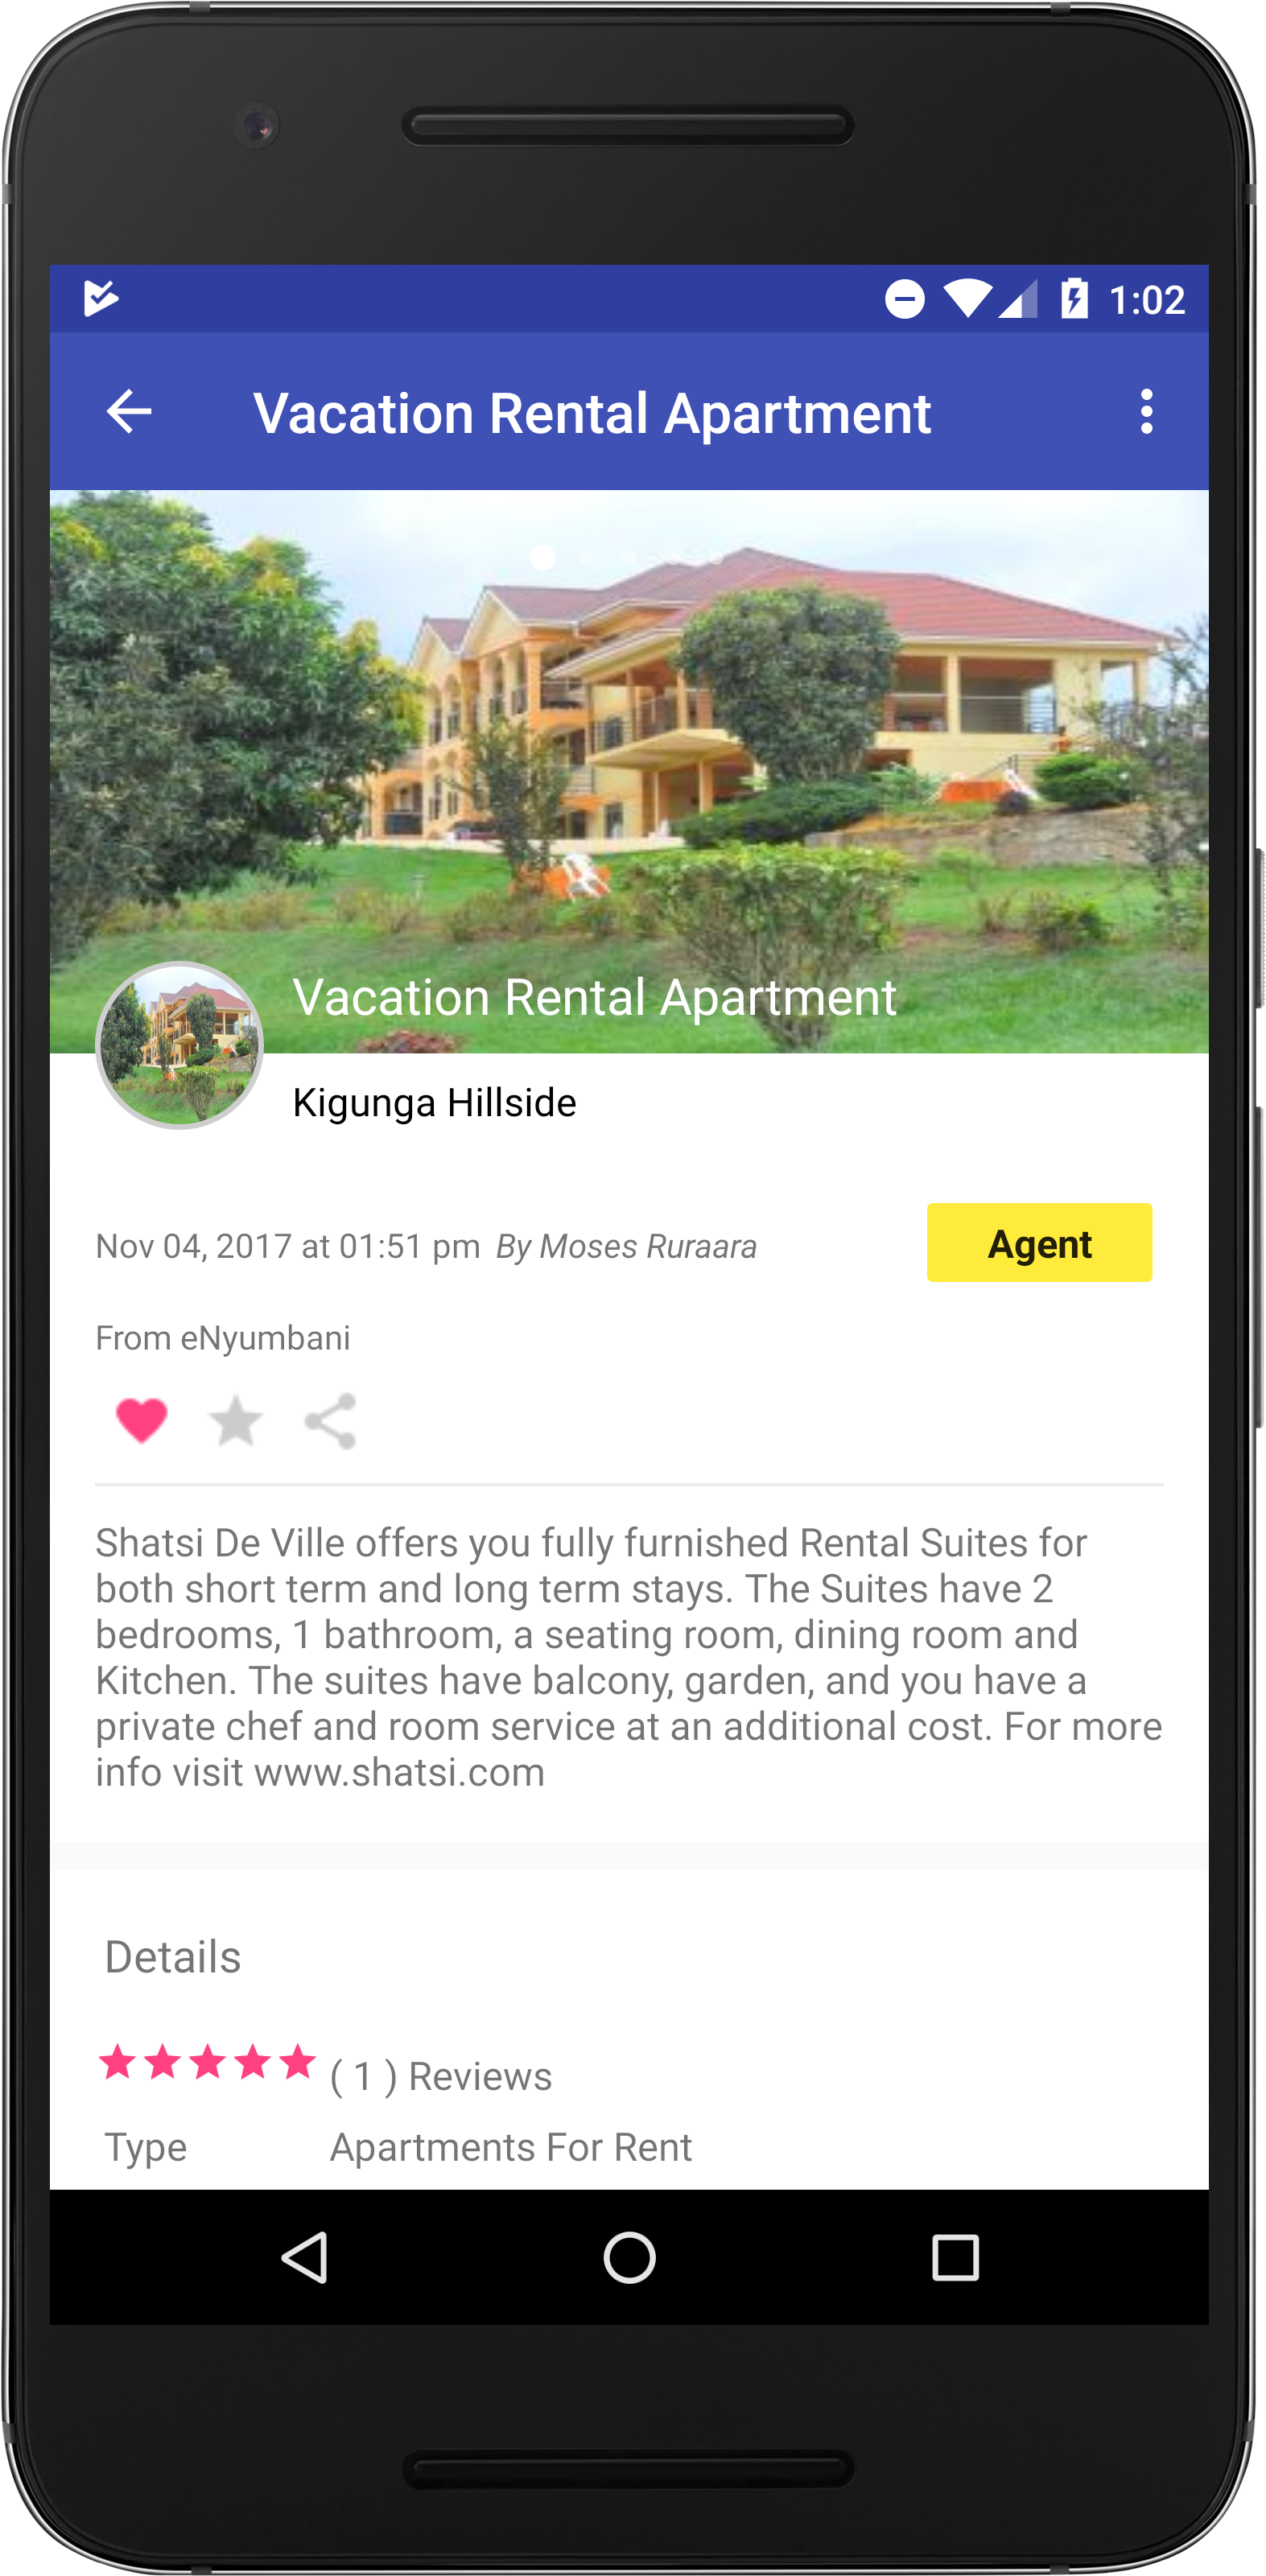 1:02
Vacation Rental Apartment
Vacation Rental Apartment
Kigunga Hillside
Nov 04, 2017 at 01:51 pm By Moses Ruraara
Agent
From eNyumbani
Shatsi De Ville offers you fully furnished Rental Suites for
both short term and long term stays. The Suites have 2
bedrooms, 1 bathroom, a seating room, dining room and
Kitchen. The suites have balcony, garden, and you have a
private chef and room service at an additional cost. For more
info visit www.shatsi.com
Details
( 1 ) Reviews
Type Apartments For Rent